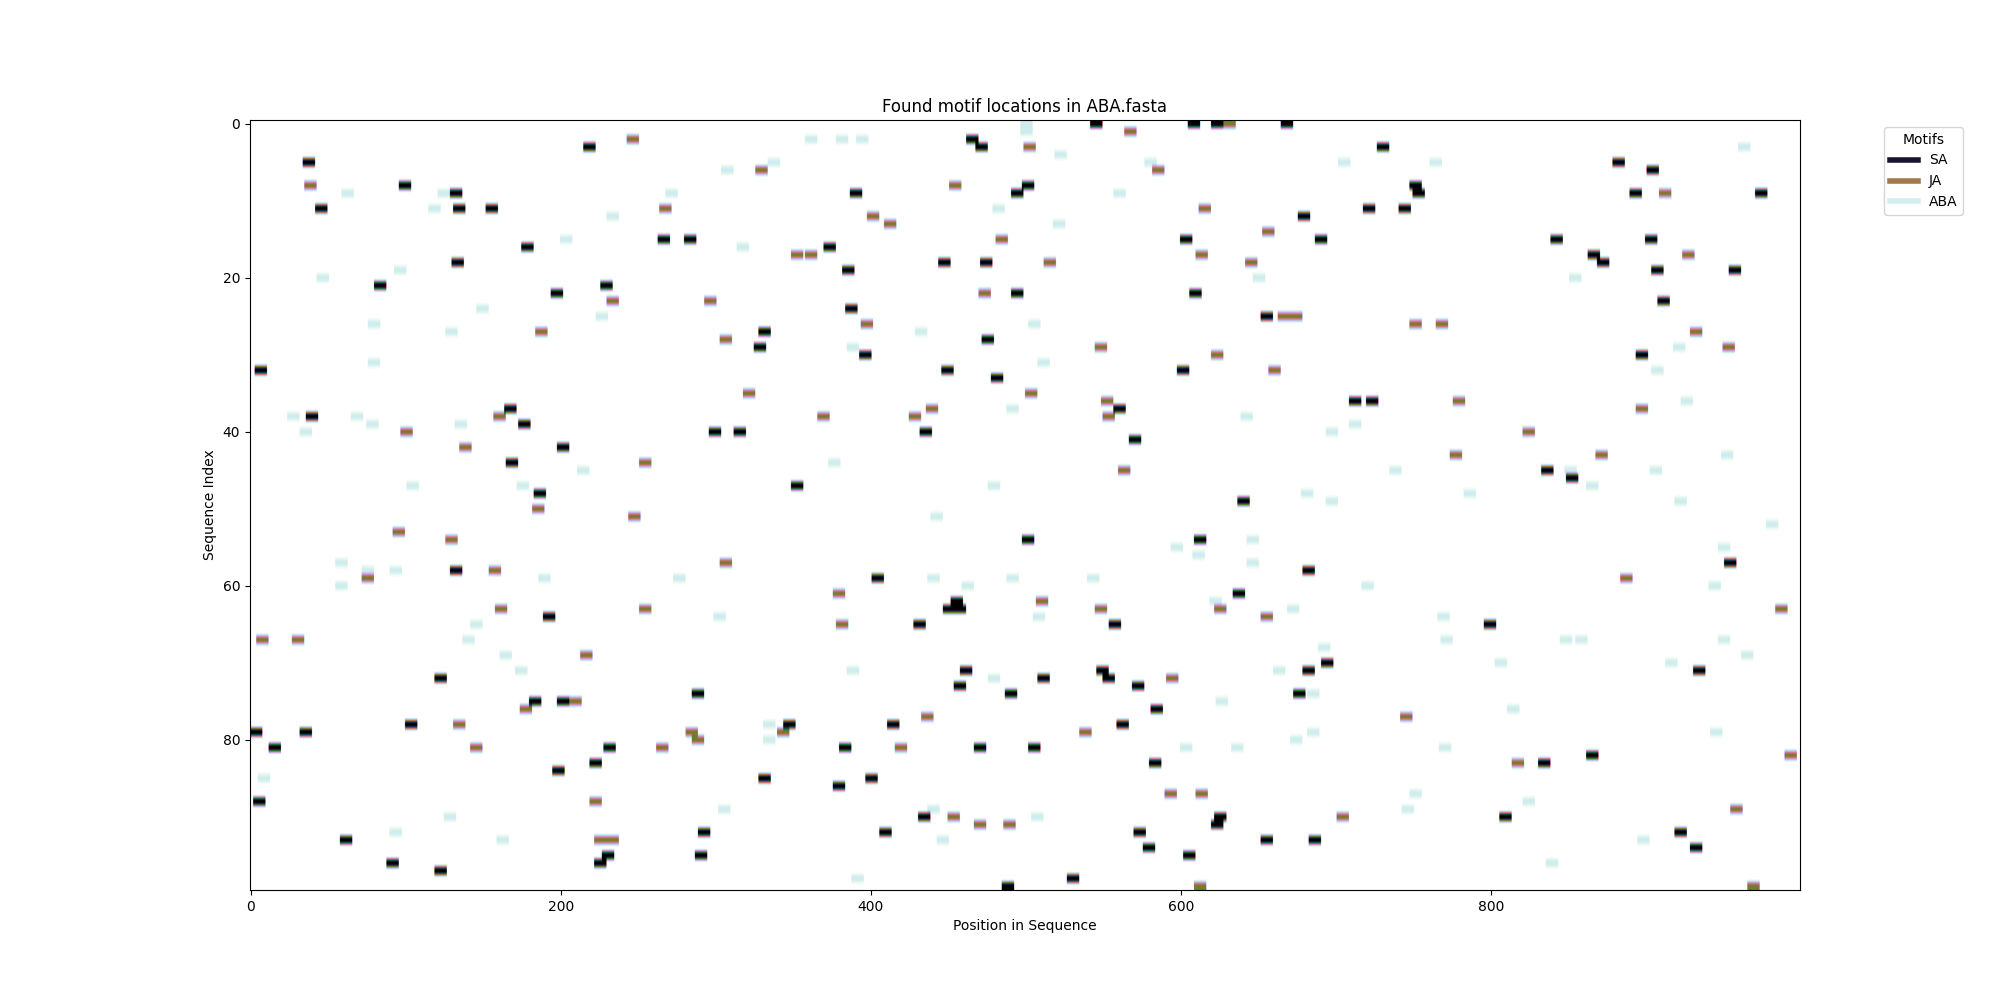 Found motif locations in ABA.fasta
Motifs
SA
JA
ABA
Sequence Index
0
20
40
60
80
0
200
400
600
800
Position in Sequence